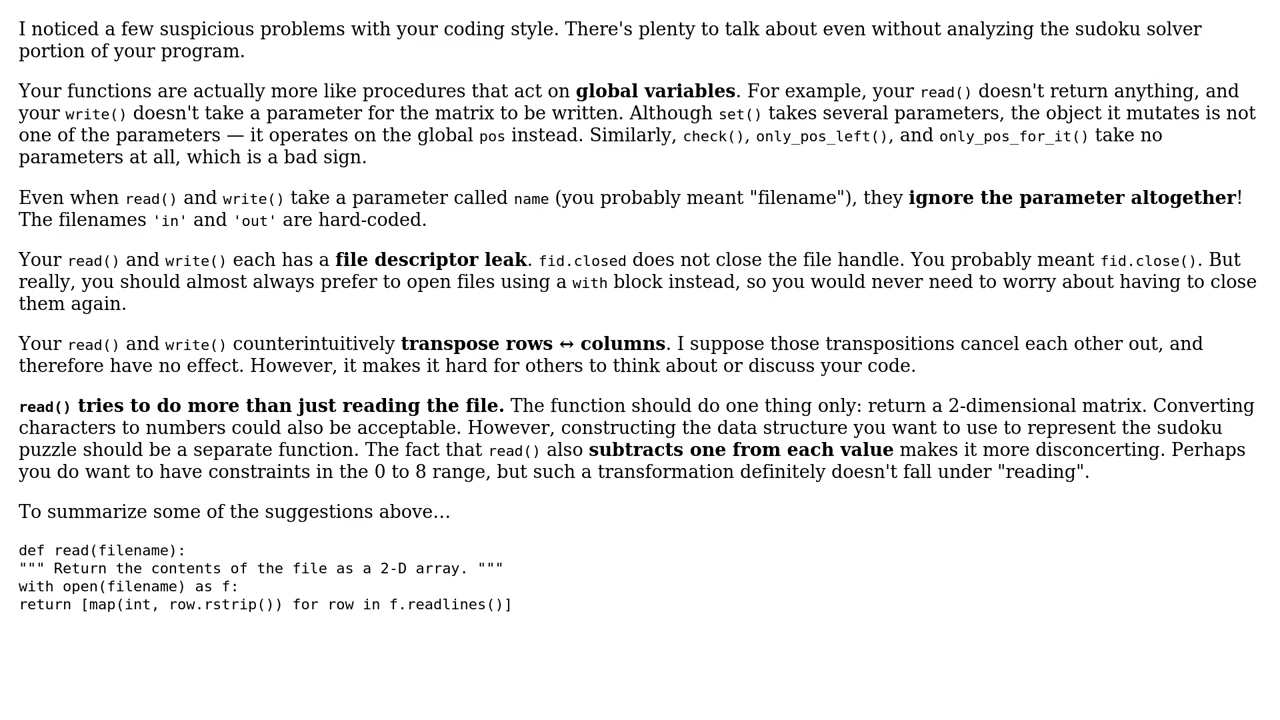 I noticed a few suspicious problems with your coding style. There's plenty to talk about even without analyzing the sudoku solver
portion of your program.
Your functions are actually more like procedures that act on global variables. For example, your read() doesn't return anything, and
your write() doesn't take a parameter for the matrix to be written. Although set() takes several parameters, the object it mutates is not
one of the parameters — it operates on the global pos instead. Similarly, check(), only_pos_left(), and only_pos_for_it() take no
parameters at all, which is a bad sign.
Even when read() and write() take a parameter called name (you probably meant "filename"), they ignore the parameter altogether!
The filenames 'in' and 'out' are hard-coded.
Your read() and write() each has a file descriptor leak. fid.closed does not close the file handle. You probably meant fid.close(). But
really, you should almost always prefer to open files using a with block instead, so you would never need to worry about having to close
them again.
Your read() and write() counterintuitively transpose rows ↔ columns. I suppose those transpositions cancel each other out, and
therefore have no effect. However, it makes it hard for others to think about or discuss your code.
read() tries to do more than just reading the file. The function should do one thing only: return a 2-dimensional matrix. Converting
characters to numbers could also be acceptable. However, constructing the data structure you want to use to represent the sudoku
puzzle should be a separate function. The fact that read() also subtracts one from each value makes it more disconcerting. Perhaps
you do want to have constraints in the 0 to 8 range, but such a transformation definitely doesn't fall under "reading".
To summarize some of the suggestions above…
def read(filename):
""" Return the contents of the file as a 2-D array. """
with open(filename) as f:
return [map(int, row.rstrip()) for row in f.readlines()]